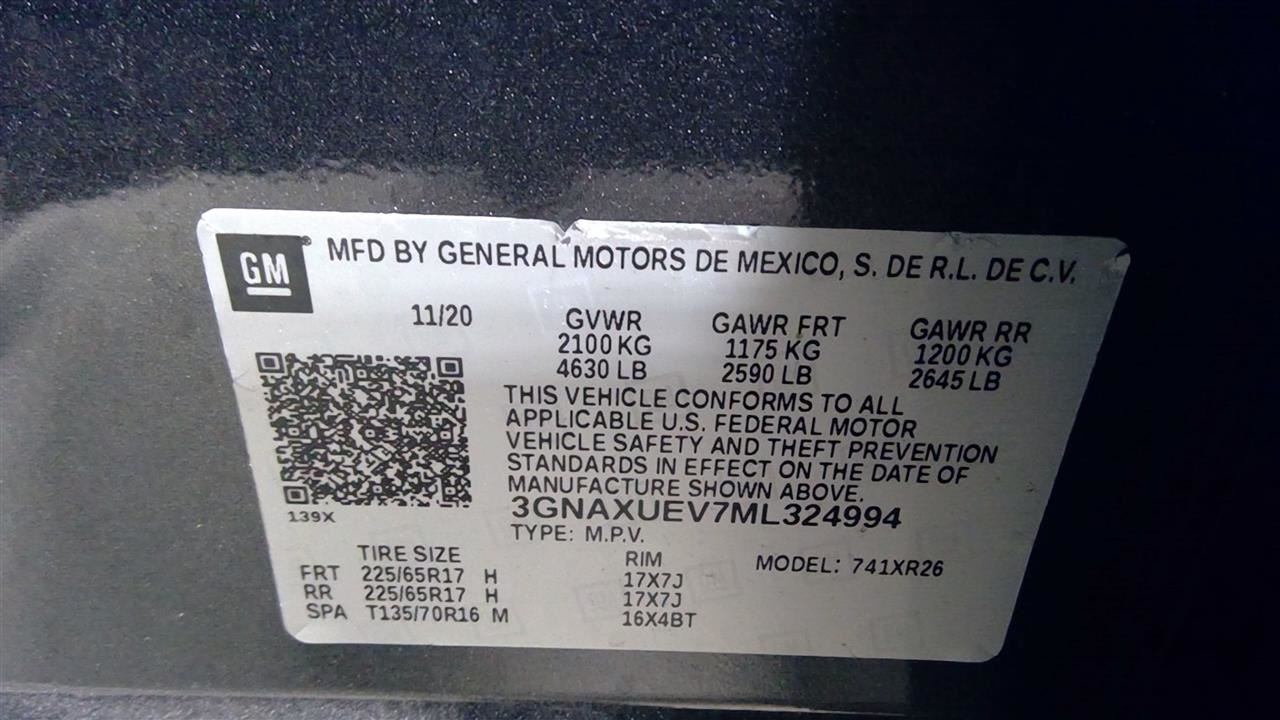 GM
MFD BY GENERAL MOTORS DE MEXICO, S. DE R.L. DE C.V.
11/20 GVWR GAWR FRT GAWR RR
2100 KG 1175 KG 1200 KG
4630 LB 2590 LB 2645 LB
THIS VEHICLE CONFORMS TO ALL
APPLICABLE U.S. FEDERAL MOTOR
VEHICLE SAFETY AND THEFT PREVENTION
STANDARDS IN EFFECT ON THE DATE OF
MANUFACTURE SHOWN ABOVE.
139X
3GNAXUEV7ML324994
TYPE: M.P.V.
TIRE SIZE RIM MODEL: 741XR26
FRT 225/65R17 H 17X7J
RR 225/65R17 H 17X7J
SPA T135/70R16 M 16X4BT